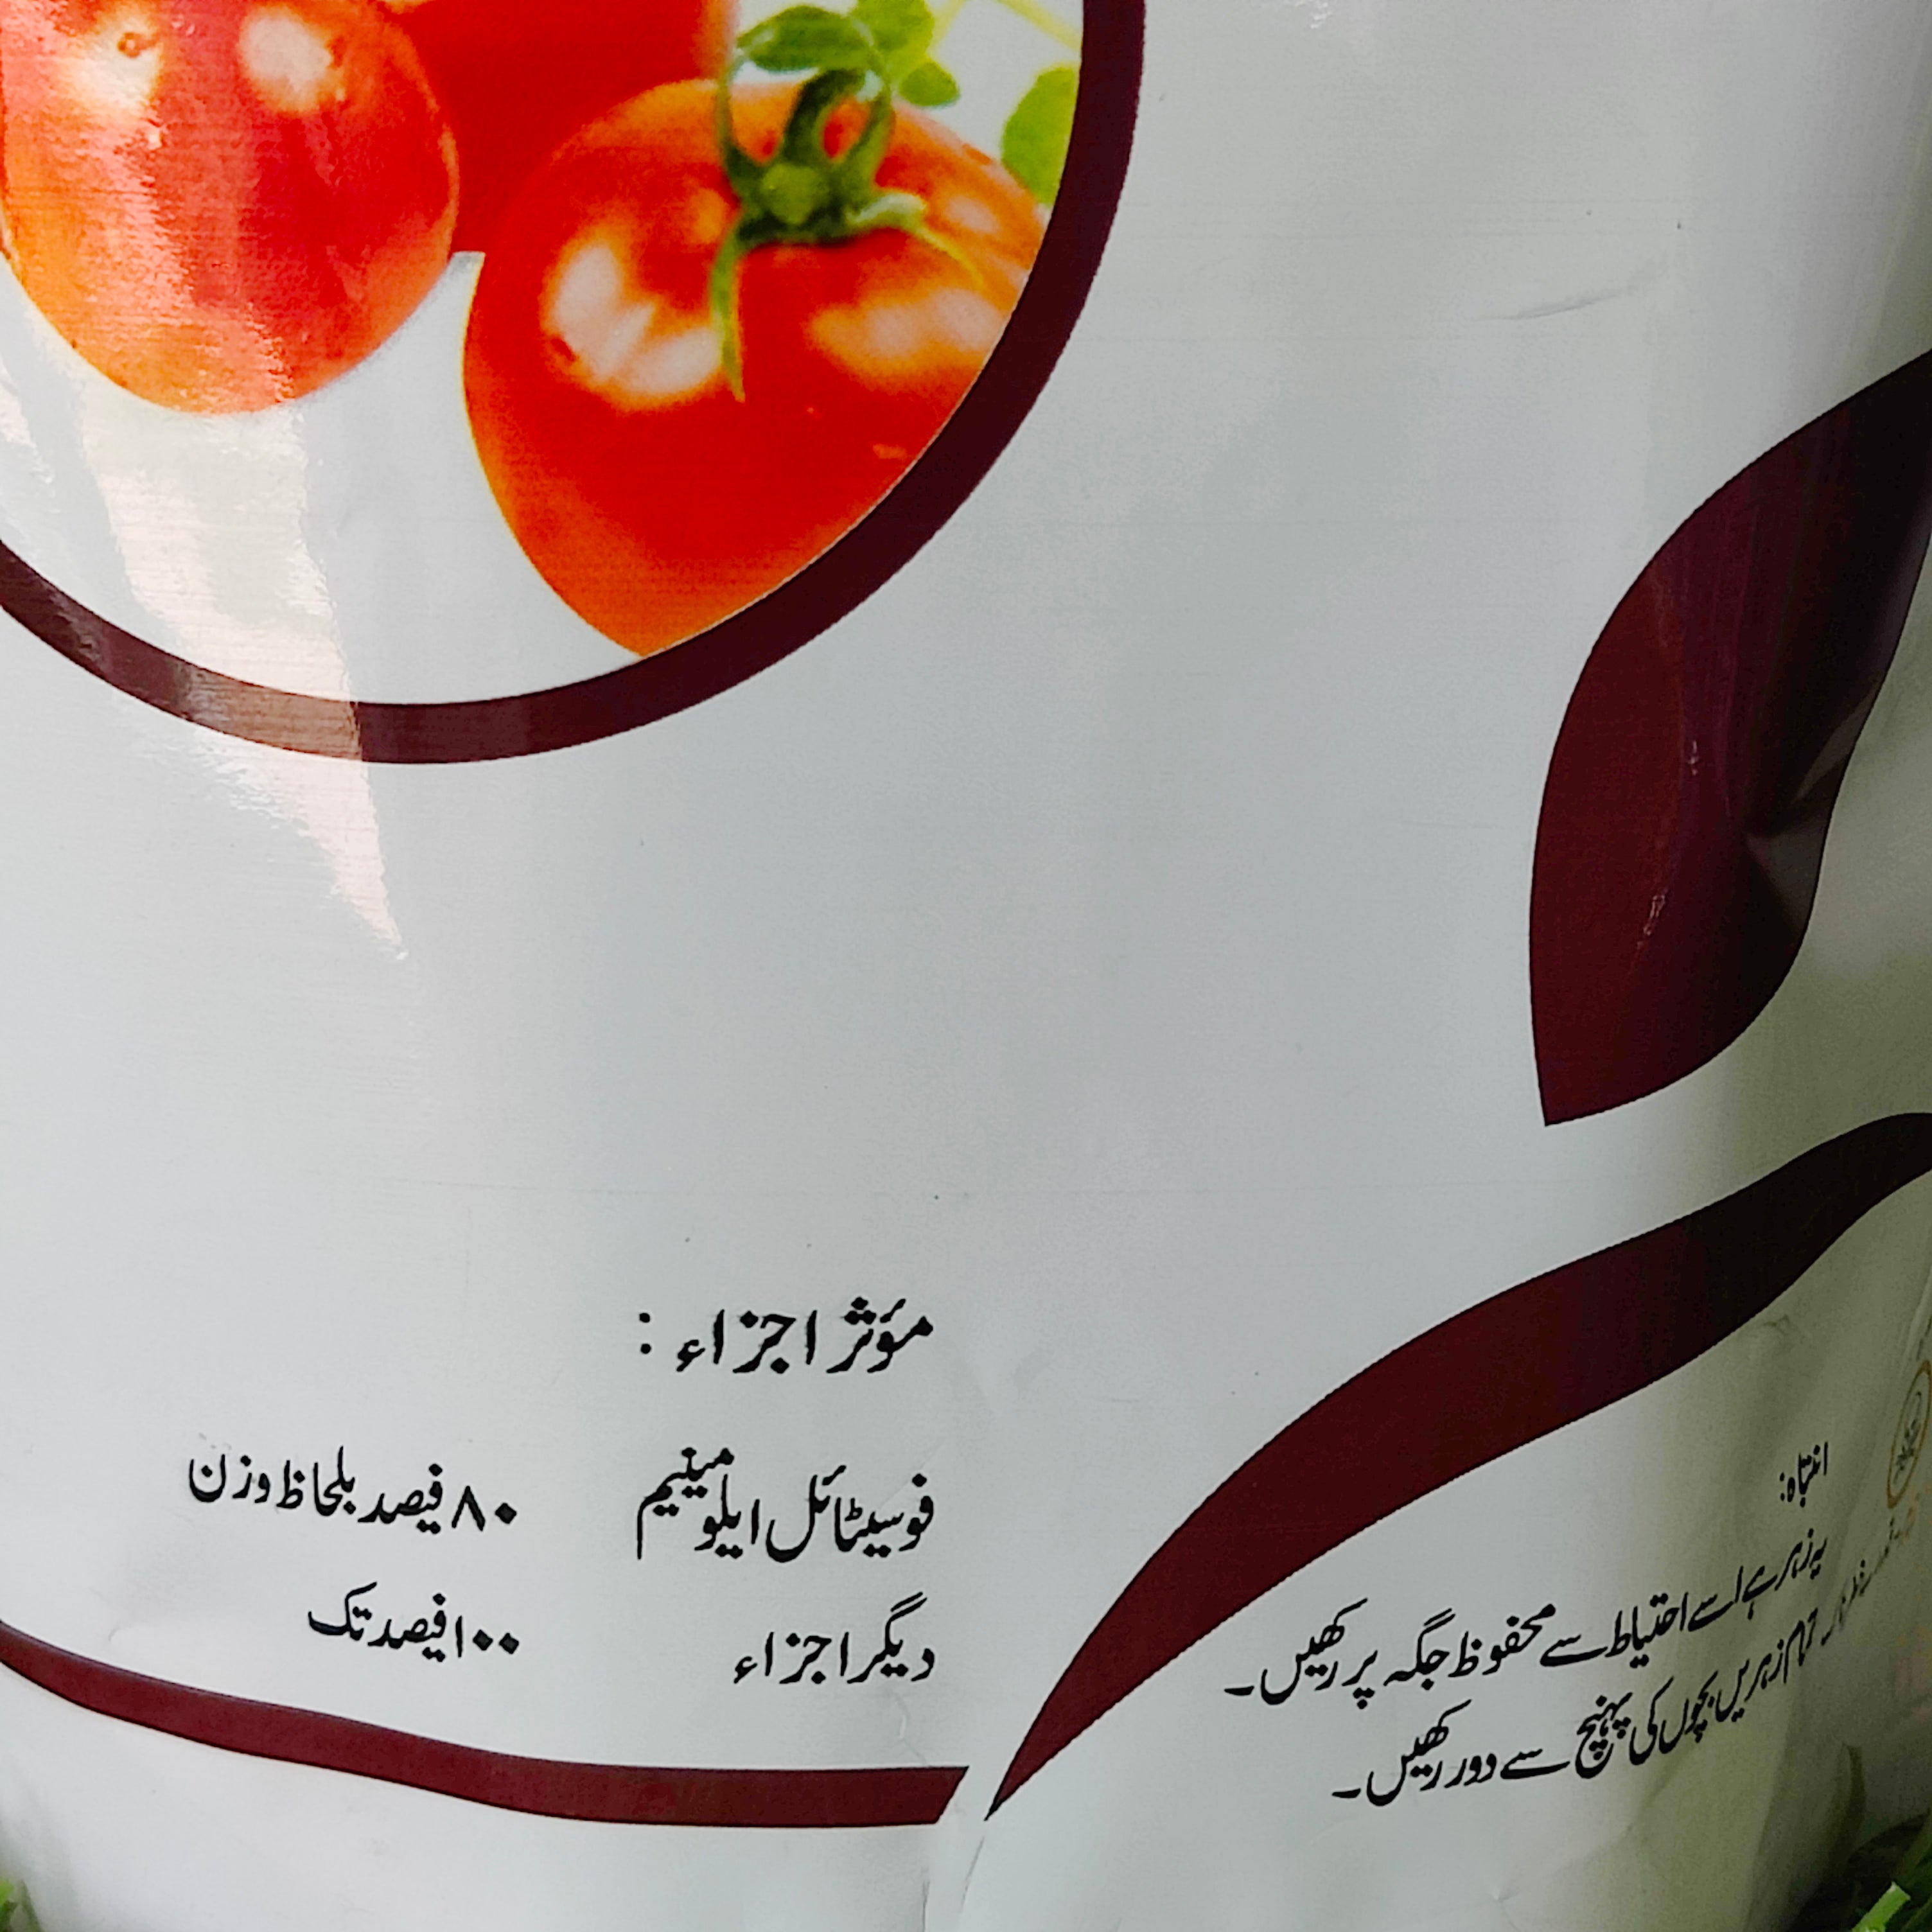 مؤثر اجزاء :
فوسیٹائل ایلومینیم ۸۰ فیصد بلحاظ وزن
دیگر اجزاء ۱۰۰ فیصد تک
انتباہ:
یہ زہر ہے اسے احتیاط سے محفوظ جگہ پر رکھیں۔
تمام زہریں بچوں کی پہنچ سے دور رکھیں۔